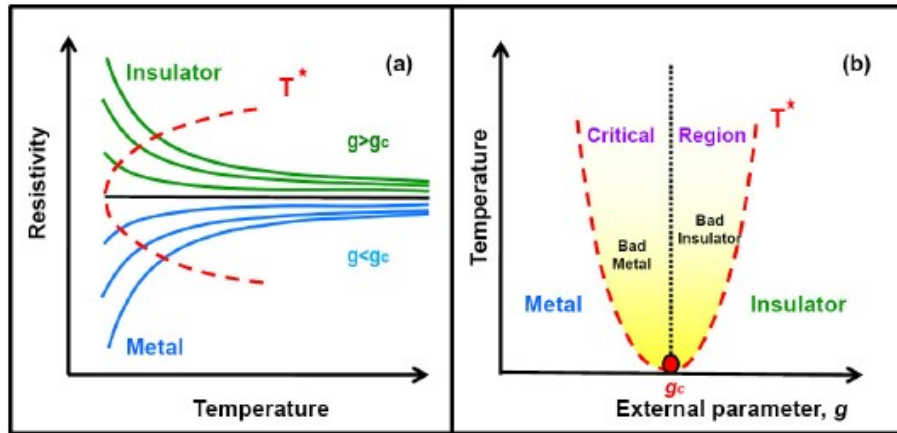 (a)
Insulator
T*
g>gc
Resistivity
g<gc
Metal
Temperature
(b)
T*
Critical Region
Temperature
Bad
Metal
Bad
Insulator
Metal
Insulator
gc
External parameter, g